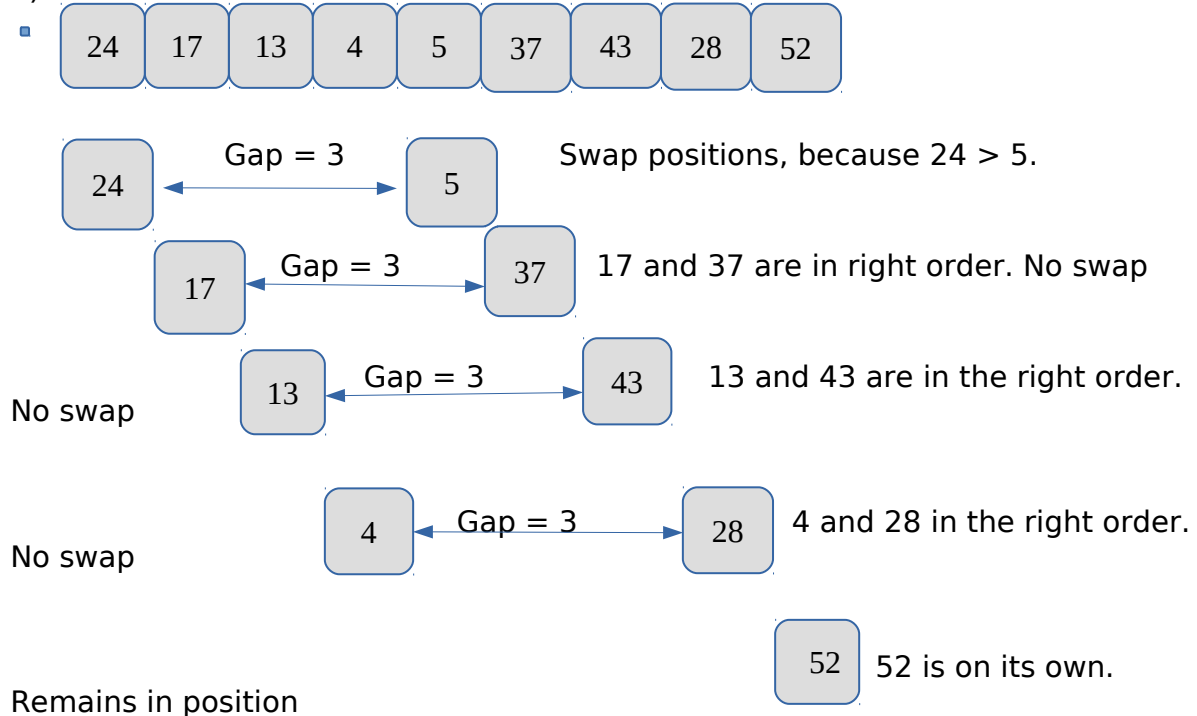 24 17 13 4 5 37 43 28 52
24 Gap = 3 5 Swap positions, because 24 > 5.
17 Gap = 3 37 17 and 37 are in right order. No swap
13 Gap = 3 43 13 and 43 are in the right order.
No swap
4 Gap = 3 28 4 and 28 in the right order.
No swap
52 52 is on its own.
Remains in position